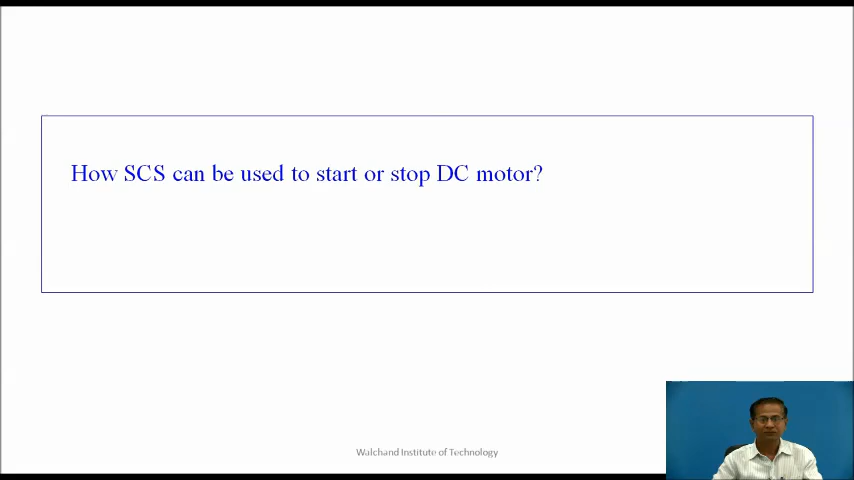 How SCS can be used to start or stop DC motor?
Walchand Institute of Technology